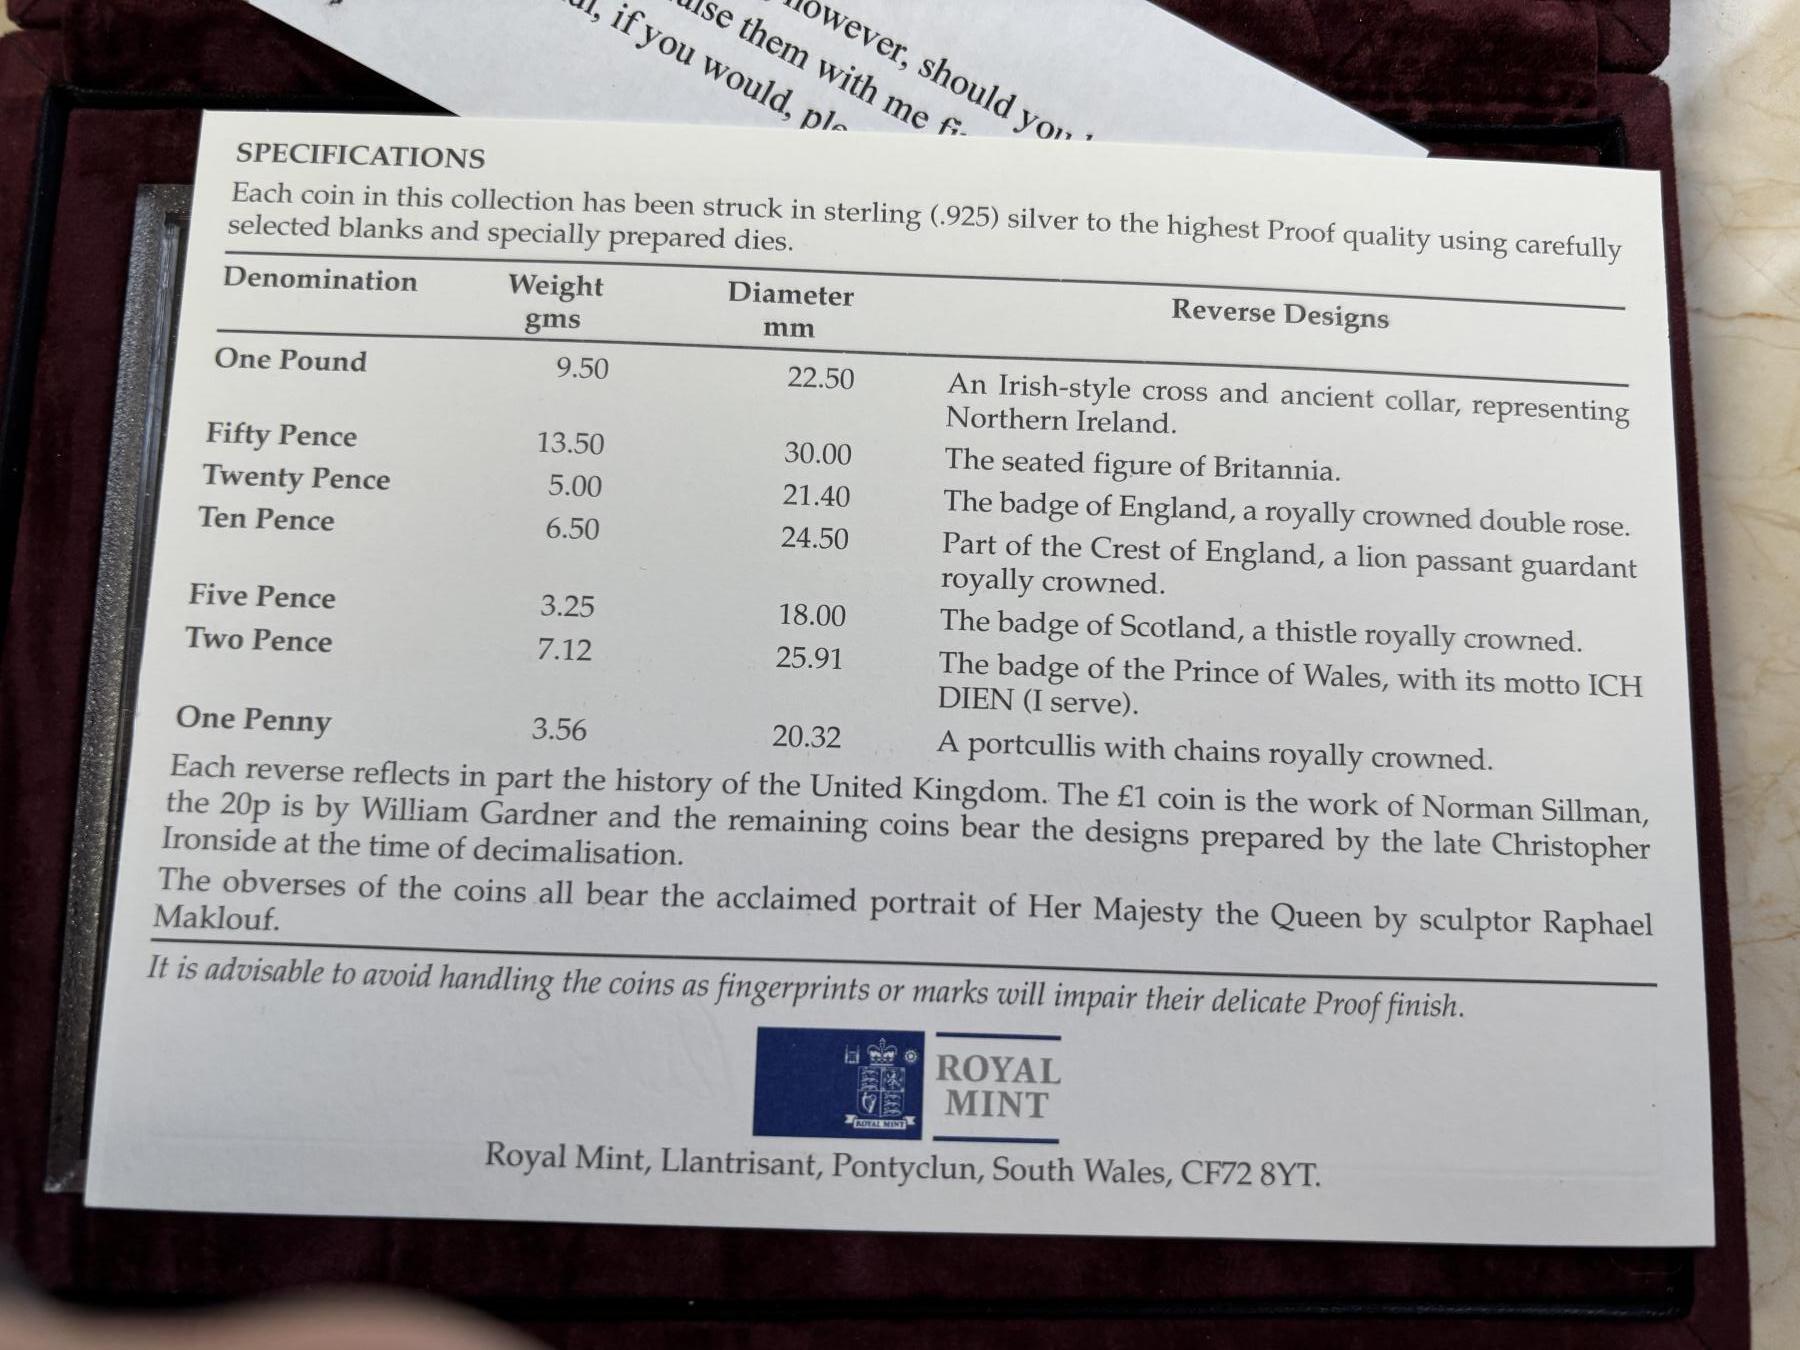 however, should you
them with me
if you would,
SPECIFICATIONS
Each coin in this collection has been struck in sterling (.925) silver to the highest Proof quality using carefully
selected blanks and specially prepared dies.
Denomination Weight gms Diameter mm Reverse Designs
One Pound 9.50 22.50 An Irish-style cross and ancient collar, representing
Northern Ireland.
Fifty Pence 13.50 30.00 The seated figure of Britannia.
Twenty Pence 5.00 21.40 The badge of England, a royally crowned double rose.
Ten Pence 6.50 24.50 Part of the Crest of England, a lion passant guardant
royally crowned.
Five Pence 3.25 18.00 The badge of Scotland, a thistle royally crowned.
Two Pence 7.12 25.91 The badge of the Prince of Wales, with its motto ICH
DIEN (I serve).
One Penny 3.56 20.32 A portcullis with chains royally crowned.
Each reverse reflects in part the history of the United Kingdom. The £1 coin is the work of Norman Sillman,
the 20p is by William Gardner and the remaining coins bear the designs prepared by the late Christopher
Ironside at the time of decimalisation.
The obverses of the coins all bear the acclaimed portrait of Her Majesty the Queen by sculptor Raphael
Maklouf.
It is advisable to avoid handling the coins as fingerprints or marks will impair their delicate Proof finish.
ROYAL MINT
ROYAL
MINT
Royal Mint, Llantrisant, Pontyclun, South Wales, CF72 8YT.